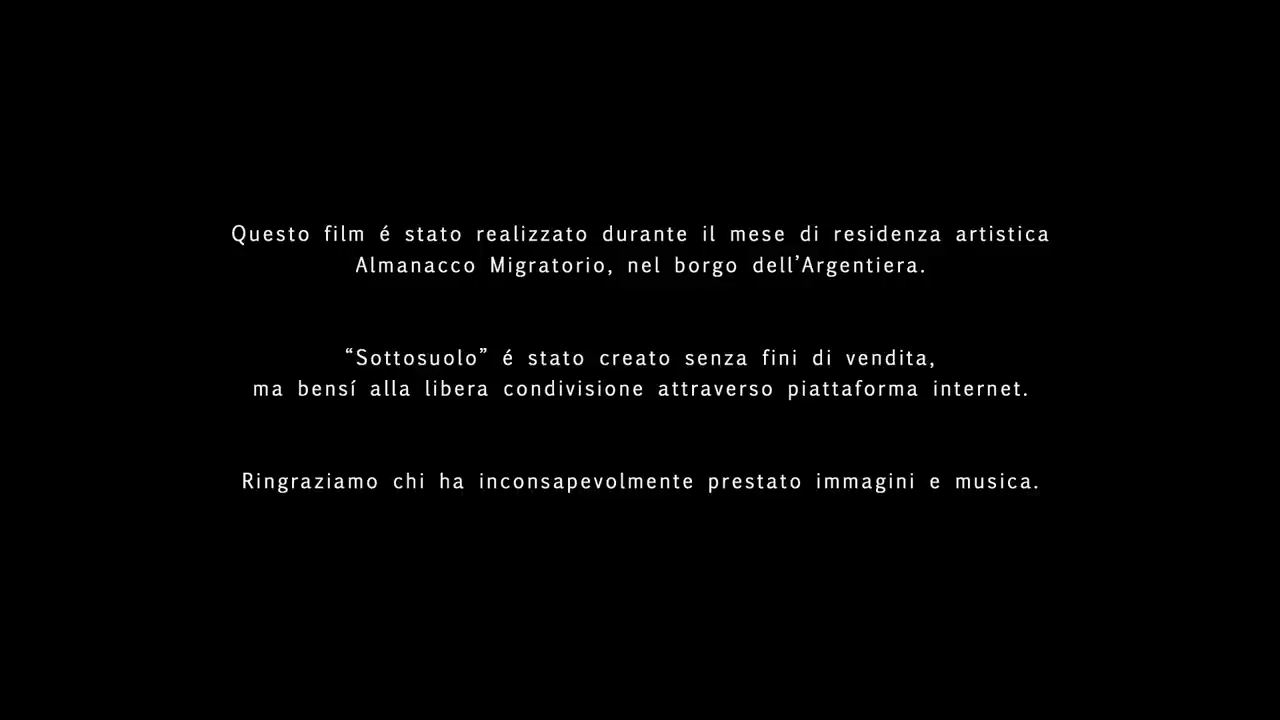 Questo film é stato realizzato durante il mese di residenza artistica
Almanacco Migratorio, nel borgo dell’Argentiera.
“Sottosuolo” é stato creato senza fini di vendita,
ma bensí alla libera condivisione attraverso piattaforma internet.
Ringraziamo chi ha inconsapevolmente prestato immagini e musica.